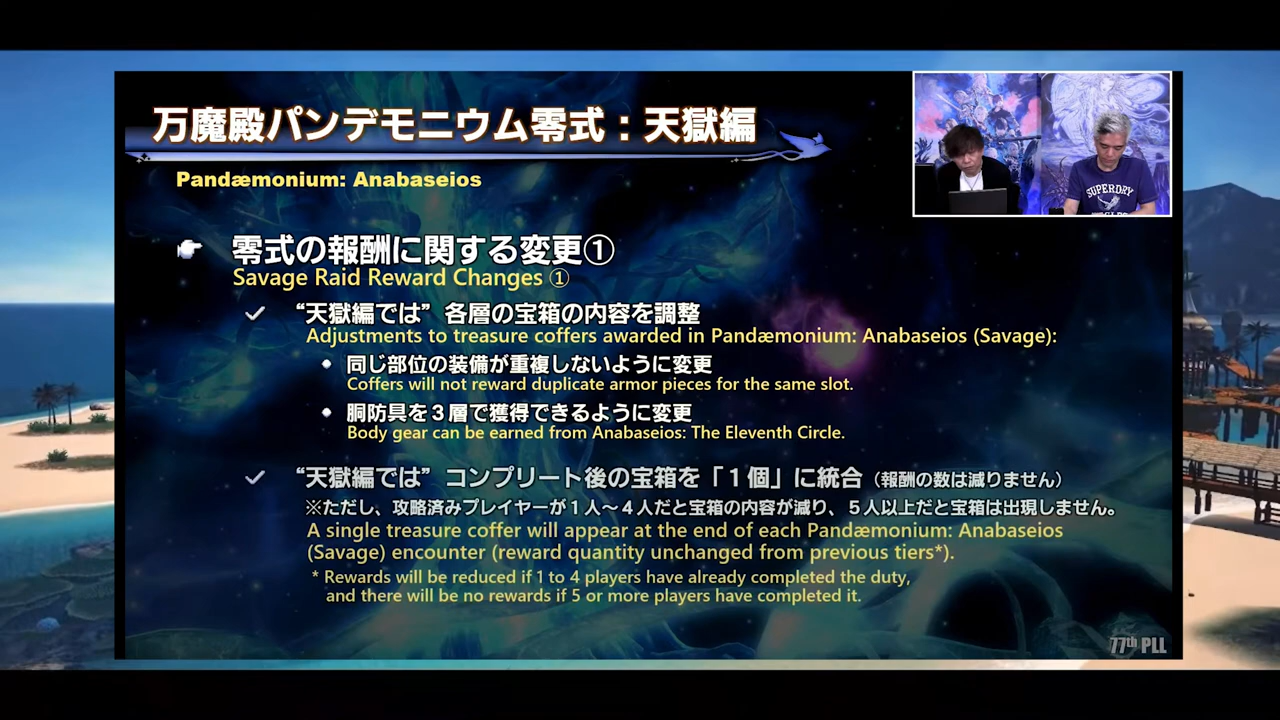 万魔殿パンデモニウム零式：天獄編
Pandæmonium: Anabaseios
零式の報酬に関する変更①
Savage Raid Reward Changes ①
“天獄編では”各層の宝箱の内容を調整
Adjustments to treasure coffers awarded in Pandæmonium: Anabaseios (Savage):
同じ部位の装備が重複しないように変更
Coffers will not reward duplicate armor pieces for the same slot.
胴防具を３層で獲得できるように変更
Body gear can be earned from Anabaseios: The Eleventh Circle.
“天獄編では”コンプリート後の宝箱を「１個」に統合（報酬の数は減りません）
※ただし、攻略済みプレイヤーが１人～４人だと宝箱の内容が減り、５人以上だと宝箱は出現しません。
A single treasure coffer will appear at the end of each Pandæmonium: Anabaseios
(Savage) encounter (reward quantity unchanged from previous tiers*).
* Rewards will be reduced if 1 to 4 players have already completed the duty,
and there will be no rewards if 5 or more players have completed it.
SUPERDRY
77th PLL